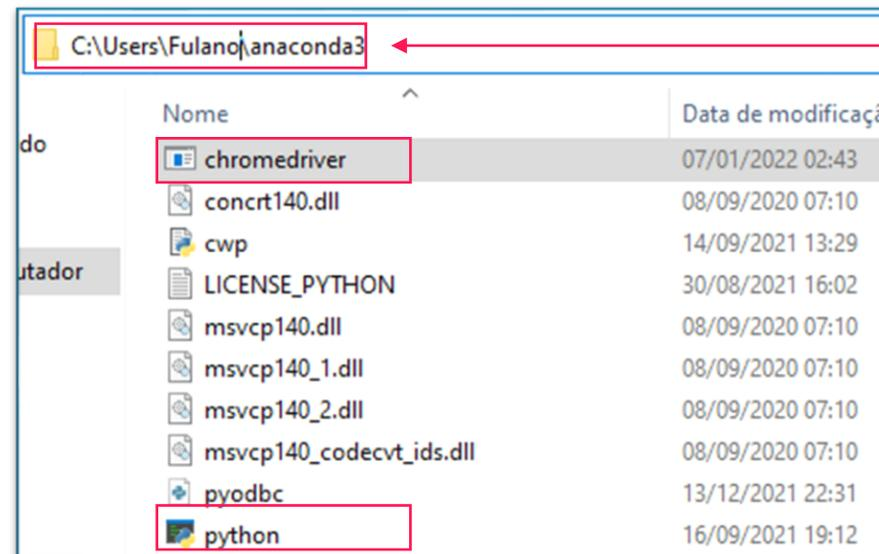 C:\Users\Fulano\anaconda3
Nome Data de modificaçã
do
chromedriver 07/01/2022 02:43
concrt140.dll 08/09/2020 07:10
cwp 14/09/2021 13:29
utador
LICENSE_PYTHON 30/08/2021 16:02
msvcp140.dll 08/09/2020 07:10
msvcp140_1.dll 08/09/2020 07:10
msvcp140_2.dll 08/09/2020 07:10
msvcp140_codecvt_ids.dll 08/09/2020 07:10
pyodbc 13/12/2021 22:31
python 16/09/2021 19:12